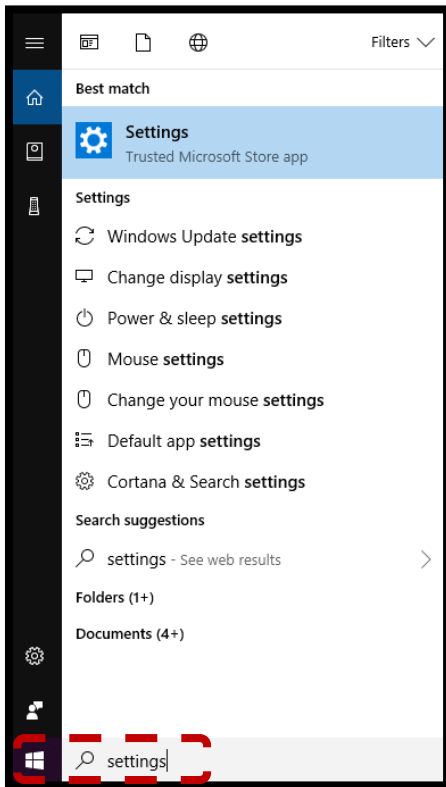 Filters
Best match
Settings
Trusted Microsoft Store app
Settings
Windows Update settings
Change display settings
Power & sleep settings
Mouse settings
Change your mouse settings
Default app settings
Cortana & Search settings
Search suggestions
settings - See web results
Folders (1+)
Documents (4+)
settings